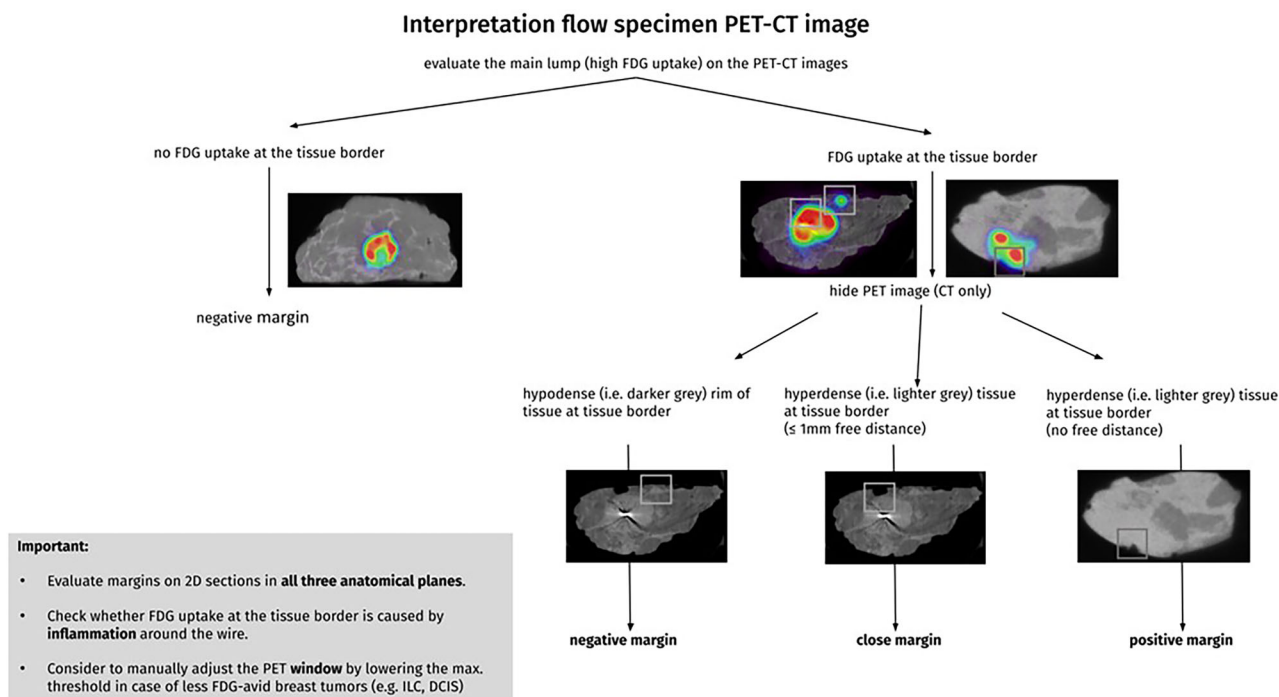 Interpretation flow specimen PET-CT image
evaluate the main lump (high FDG uptake) on the PET-CT images
no FDG uptake at the tissue border
FDG uptake at the tissue border
negative margin
hide PET image (CT only)
hypodense (i.e. darker grey) rim of
tissue at tissue border
hyperdense (i.e. lighter grey) tissue
at tissue border
(≤ 1mm free distance)
hyperdense (i.e. lighter grey) tissue
at tissue border
(no free distance)
negative margin
close margin
positive margin
Important:
• Evaluate margins on 2D sections in all three anatomical planes.
• Check whether FDG uptake at the tissue border is caused by
inflammation around the wire.
• Consider to manually adjust the PET window by lowering the max.
threshold in case of less FDG-avid breast tumors (e.g. ILC, DCIS)